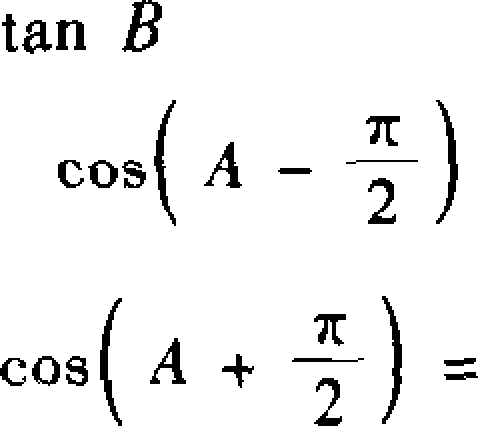 tan B
cos( A − π/2 )
cos( A + π/2 ) =